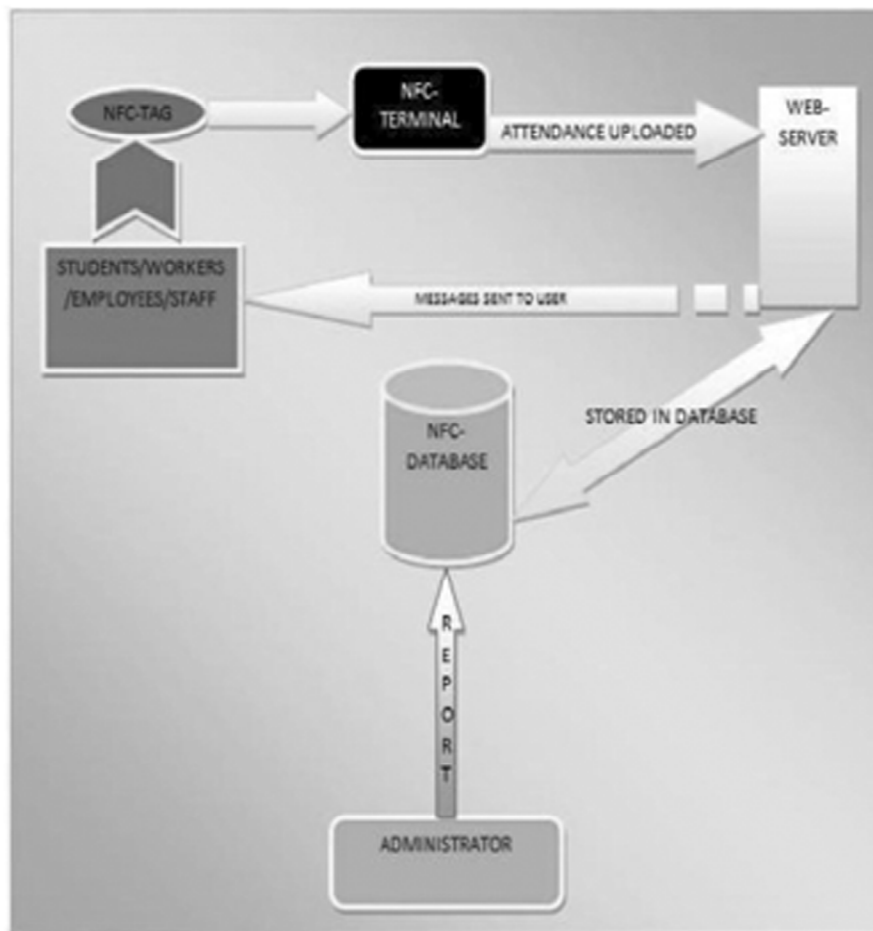 NFC-TAG
NFC-
TERMINAL
ATTENDANCE UPLOADED
WEB-
SERVER
STUDENTS/WORKERS
/EMPLOYEES/STAFF
MESSAGES SENT TO USER
NFC-
DATABASE
STORED IN DATABASE
REPORT
ADMINISTRATOR